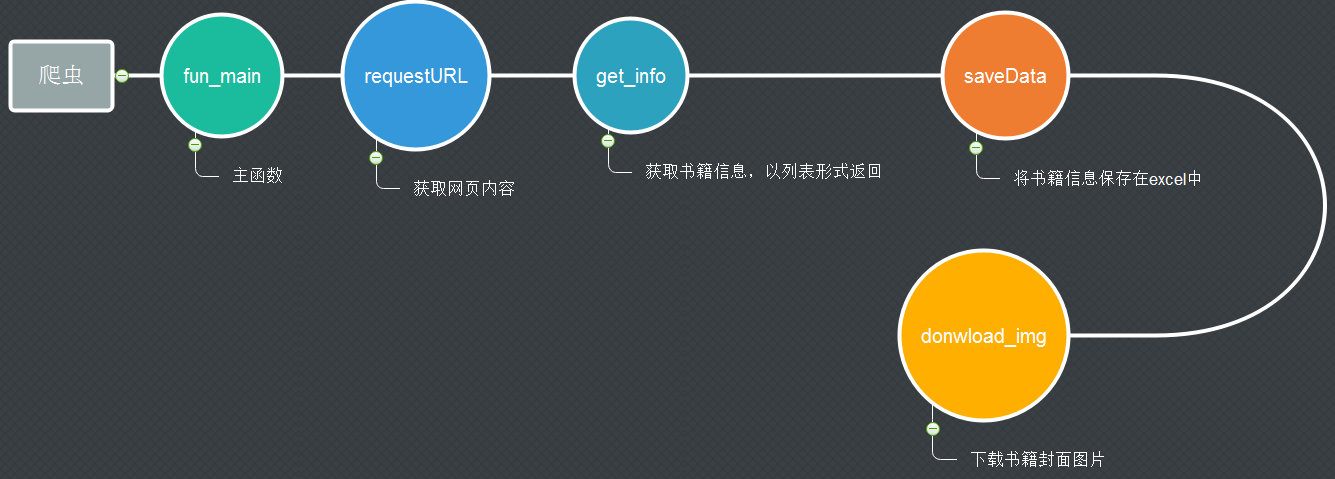 爬虫
fun_main
requestURL
get_info
saveData
主函数
获取网页内容
获取书籍信息，以列表形式返回
将书籍信息保存在excel中
donwload_img
下载书籍封面图片